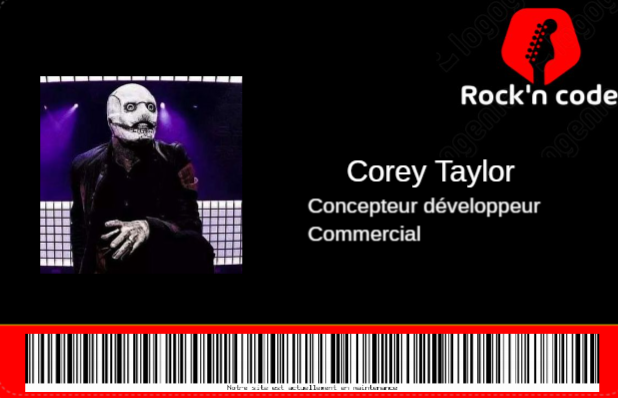 Rock'n code
Corey Taylor
Concepteur développeur
Commercial
Notre site est actuellement en maintenance